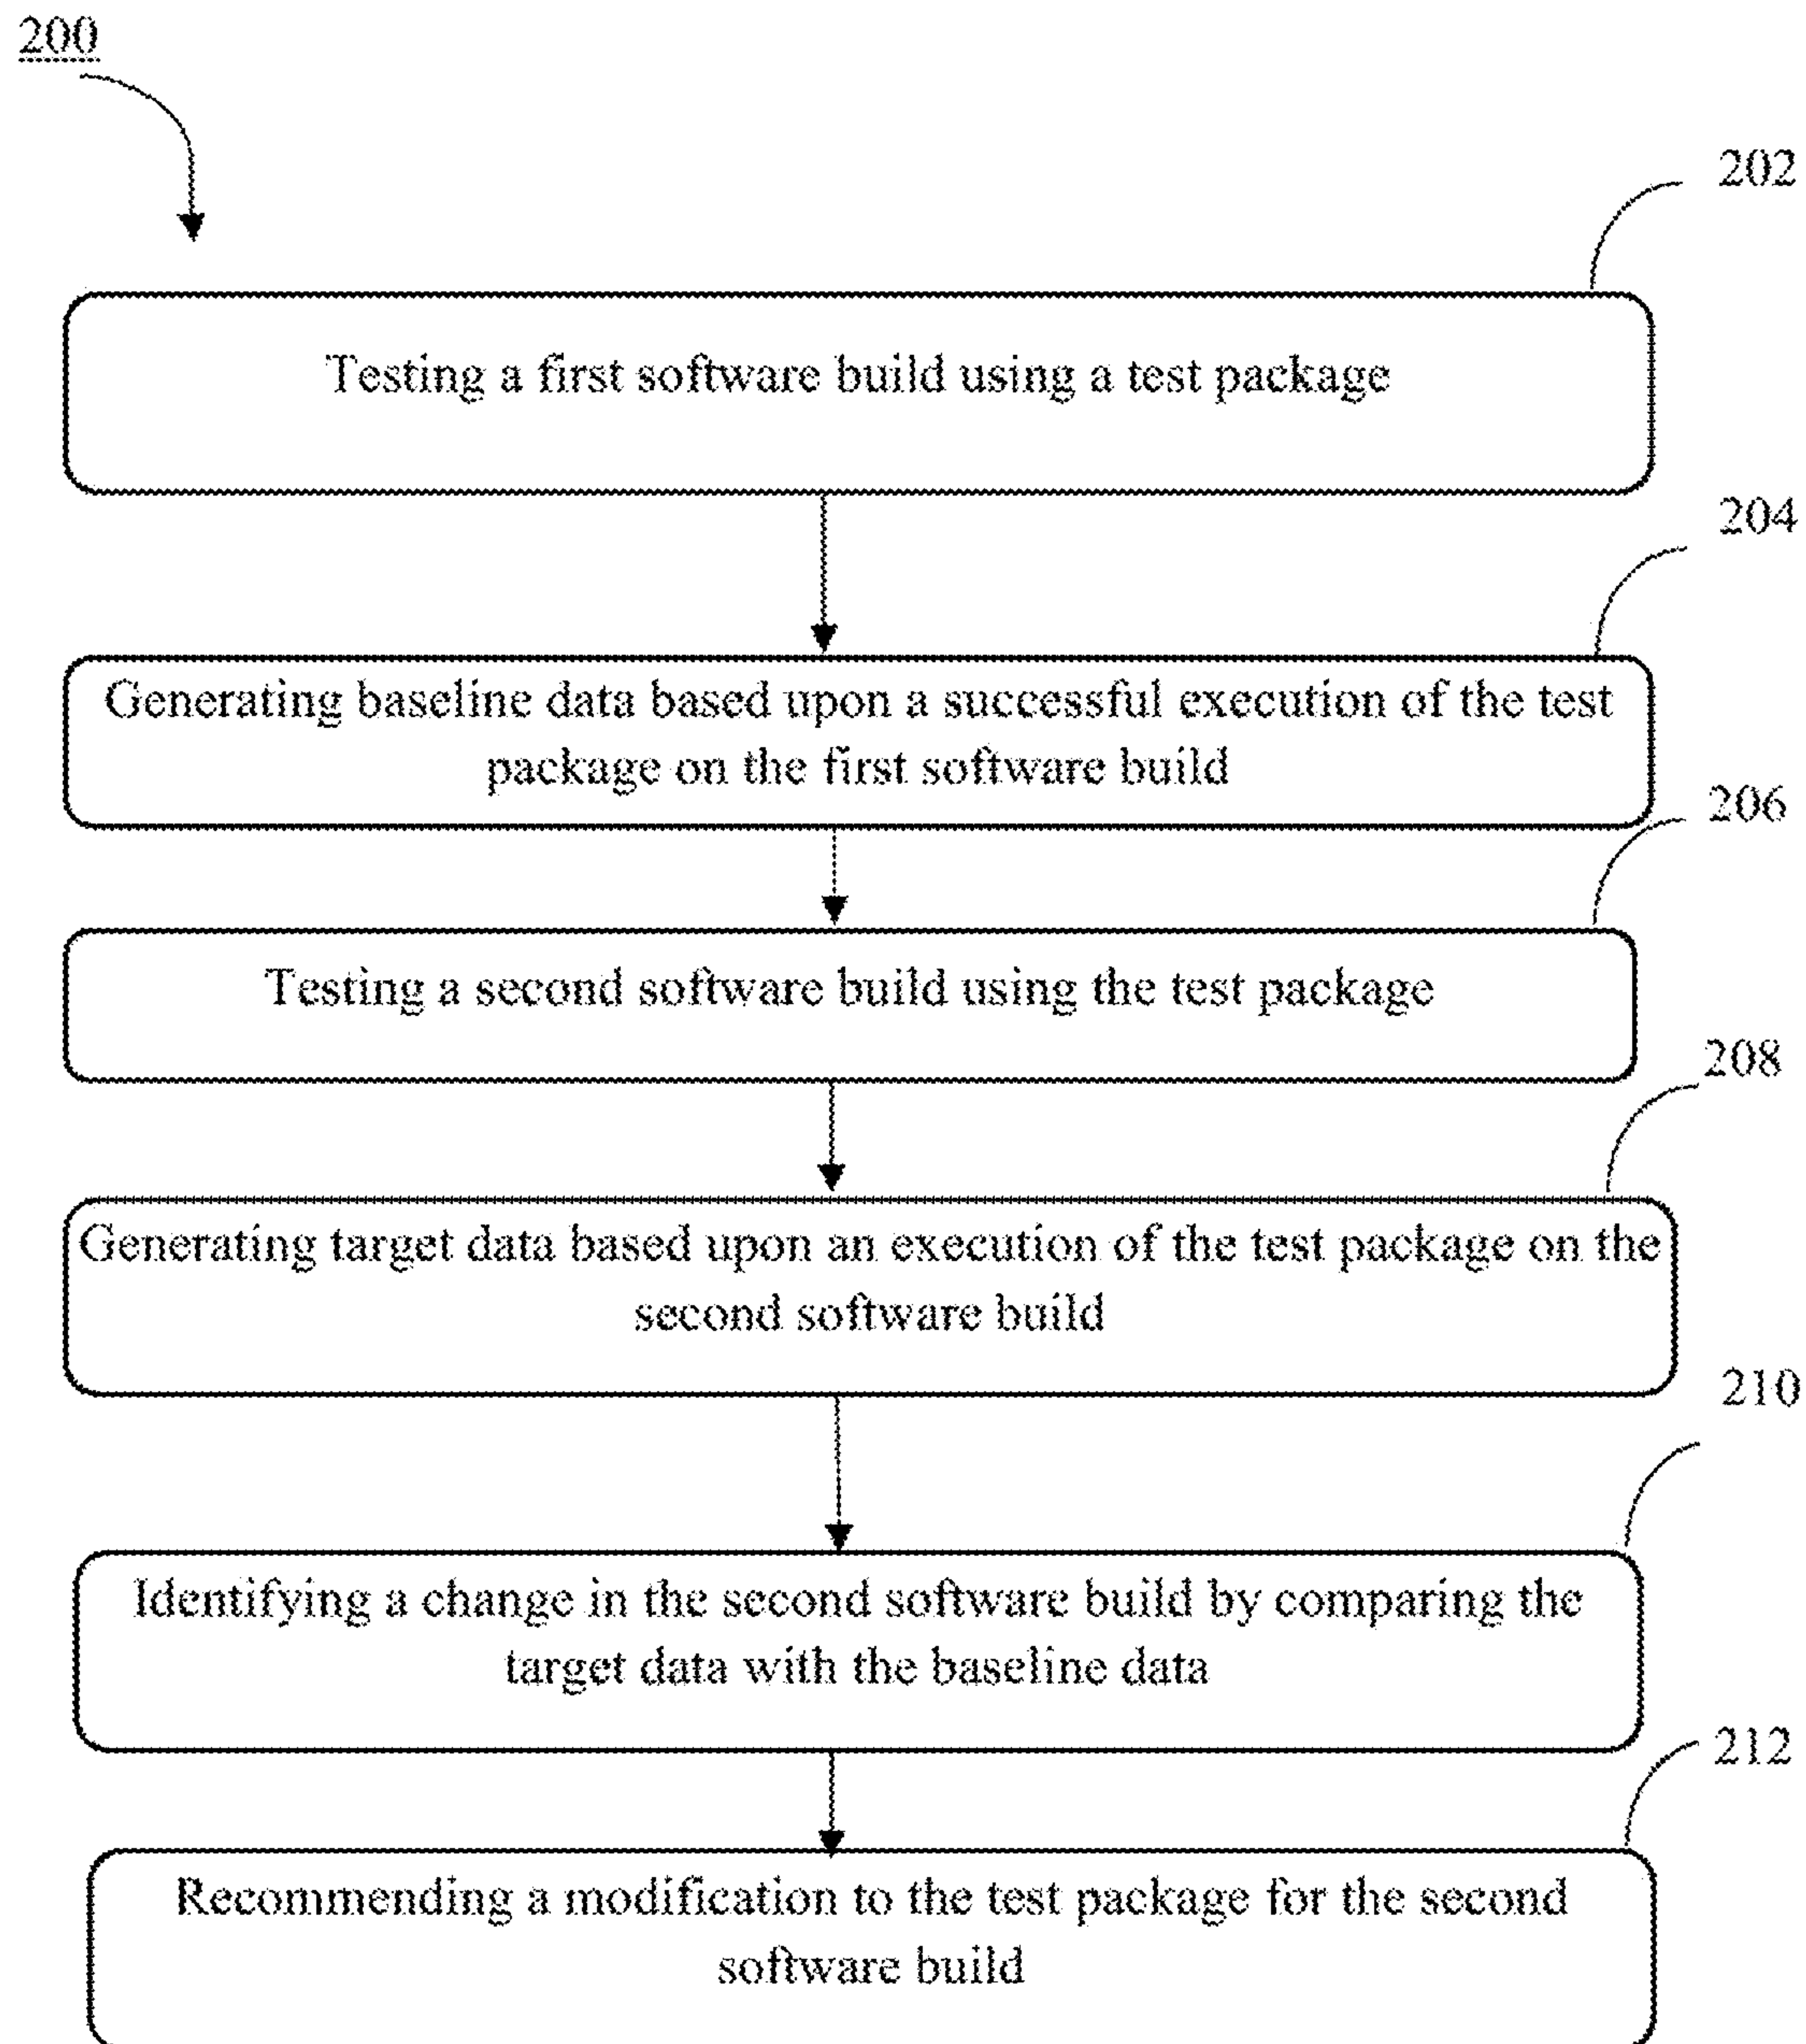 200
202
Testing a first software build using a test package
204
Generating baseline data based upon a successful execution of the test
package on the first software build
206
Testing a second software build using the test package
208
Generating target data based upon an execution of the test package on the
second software build
210
Identifying a change in the second software build by comparing the
target data with the baseline data
212
Recommending a modification to the test package for the second
software build